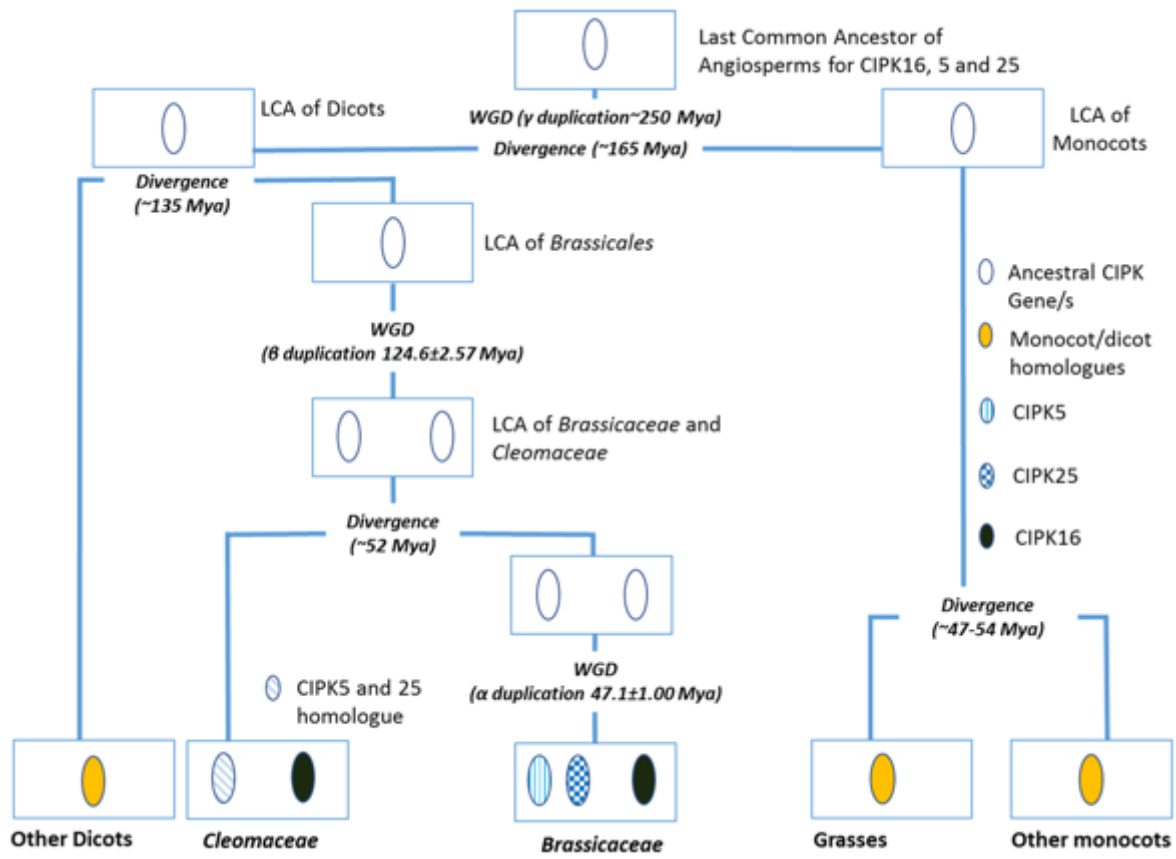 Last Common Ancestor of
Angiosperms for CIPK16, 5 and 25
LCA of Dicots
WGD (γ duplication~250 Mya)
Divergence (~165 Mya)
LCA of
Monocots
Divergence
(~135 Mya)
LCA of Brassicales
Ancestral CIPK
Gene/s
Monocot/dicot
homologues
CIPK5
CIPK25
CIPK16
WGD
(β duplication 124.6±2.57 Mya)
LCA of Brassicaceae and
Cleomaceae
Divergence
(~52 Mya)
Divergence
(~47-54 Mya)
WGD
(α duplication 47.1±1.00 Mya)
CIPK5 and 25
homologue
Other Dicots
Cleomaceae
Brassicaceae
Grasses
Other monocots